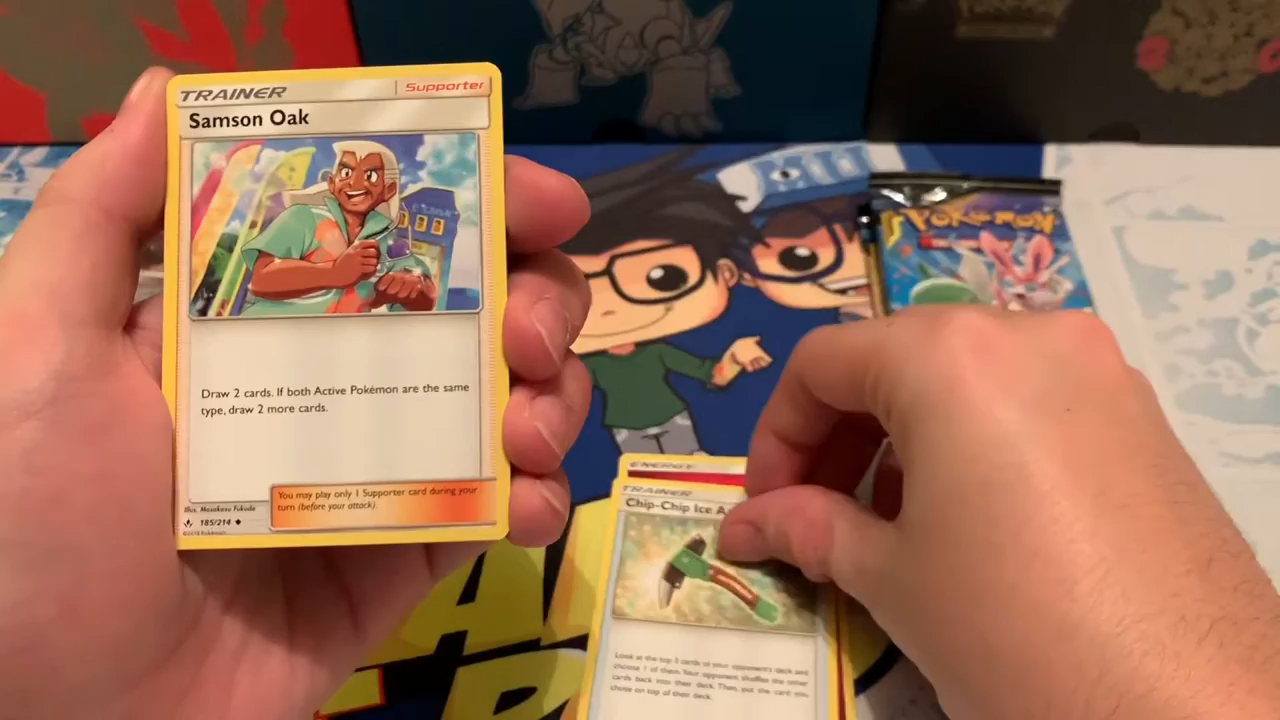 TRAINER
Supporter
Samson Oak
Draw 2 cards. If both Active Pokémon are the same
type, draw 2 more cards.
You may play only 1 Supporter card during your
turn (before your attack).
Illus. Masakazu Fukuda
185/214
©2018 Pokémon
POKéMON
ENERGY
TRAINER
Chip-Chip Ice
Look at the top 3 cards of your opponent's deck and
choose 1 of them. Your opponent shuffles the other
cards back into their deck. Then, put the card you
chose on top of their deck.